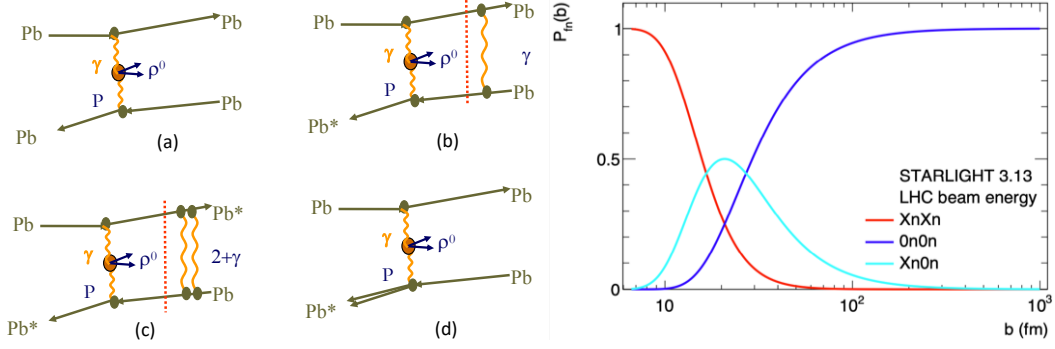 Pb
Pb
γ
ρ⁰
P
Pb
Pb
(a)
Pb
Pb
γ
ρ⁰
γ
P
Pb
Pb*
(b)
Pb
Pb*
γ
ρ⁰
2+γ
P
Pb
Pb*
(c)
Pb
Pb
γ
ρ⁰
P
Pb
Pb*
(d)
P_fn(b)
1
0.5
0
STARLIGHT 3.13
LHC beam energy
XnXn
0n0n
Xn0n
10
10²
10³
b (fm)